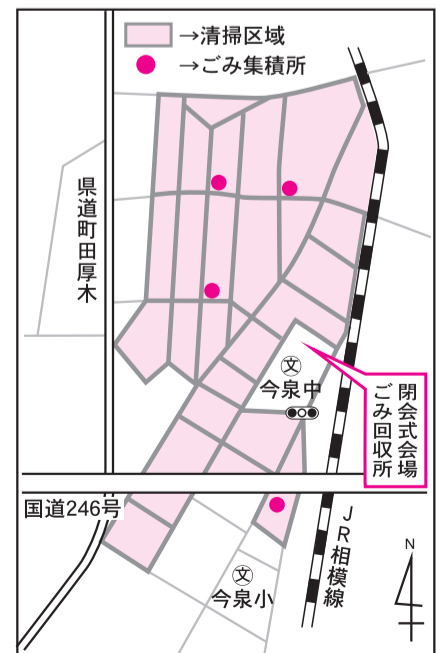 →清掃区域
→ごみ集積所
県道町田厚木
文
今泉中
閉会式会場
ごみ回収所
国道246号
JR相模線
文
今泉小
N